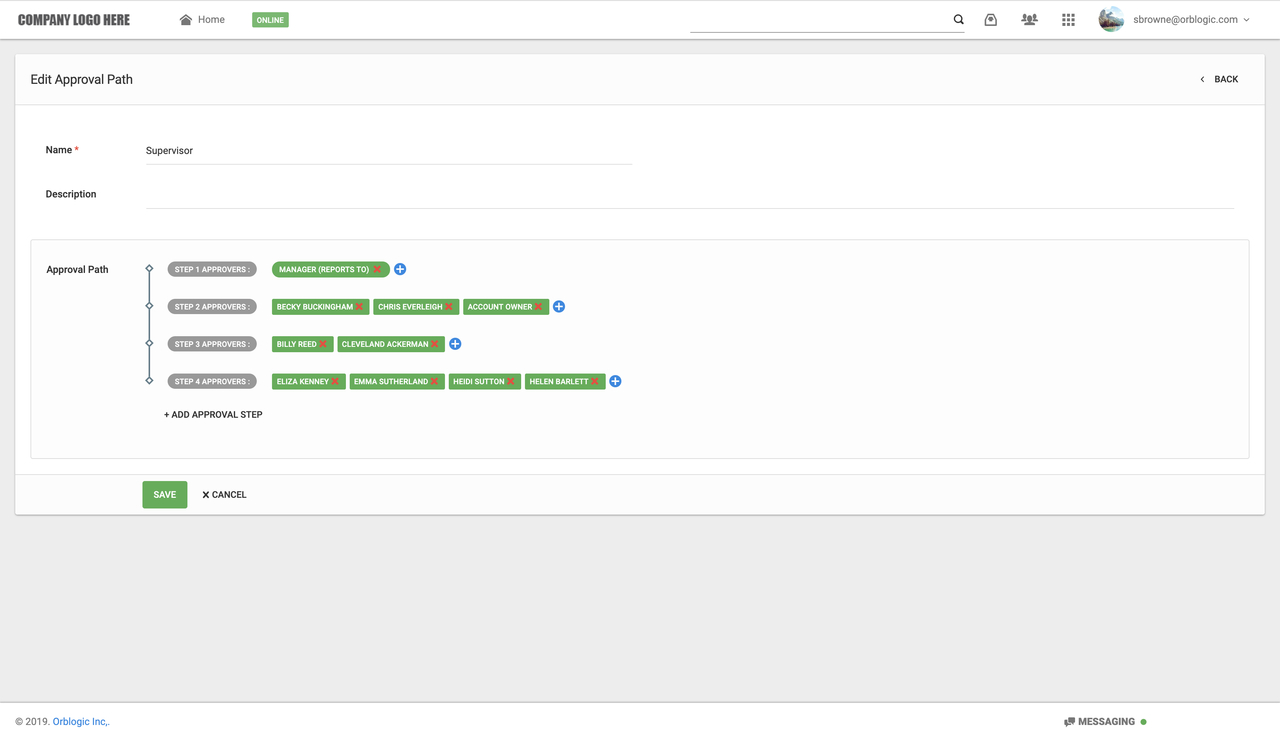 COMPANY LOGO HERE Home ONLINE sbrowne@orblogic.com
Edit Approval Path BACK
Name * Supervisor
Description
Approval Path STEP 1 APPROVERS : MANAGER (REPORTS TO)
STEP 2 APPROVERS : BECKY BUCKINGHAM CHRIS EVERLEIGH ACCOUNT OWNER
STEP 3 APPROVERS : BILLY REED CLEVELAND ACKERMAN
STEP 4 APPROVERS : ELIZA KENNEY EMMA SUTHERLAND HEIDI SUTTON HELEN BARLETT
+ ADD APPROVAL STEP
SAVE CANCEL
© 2019. Orblogic Inc,. MESSAGING